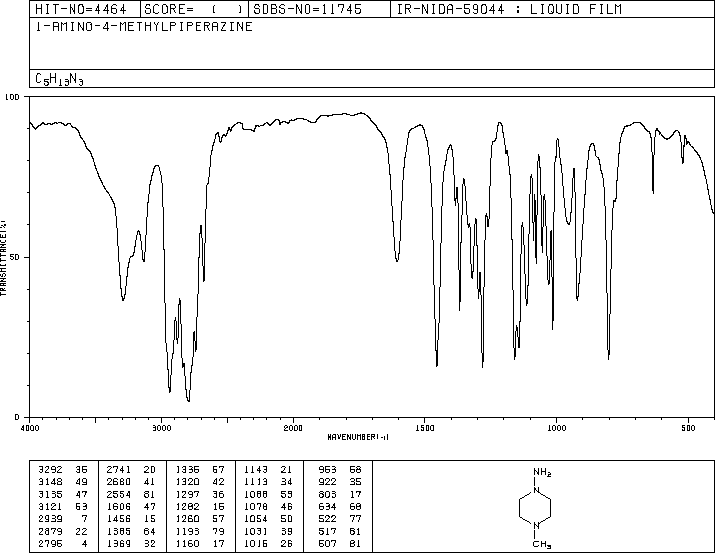 HIT-NO=4464 SCORE= ( ) SDBS-NO=11745 IR-NIDA-59044 : LIQUID FILM
1-AMINO-4-METHYLPIPERAZINE
C5H13N3
100
50
0
TRANSMITTANCE(%)
4000 3000 2000 1500 1000 500
WAVENUMBER(-1)
3292 35 2741 20 1336 57 1143 21 953 58
3148 49 2680 41 1320 42 1113 34 922 35
3135 47 2554 81 1297 36 1088 53 803 17
3121 53 1606 47 1282 15 1078 46 634 68
2939 7 1456 15 1260 57 1054 50 522 77
2879 22 1385 64 1193 79 1031 39 517 81
2795 4 1369 32 1160 17 1016 26 507 81
NH2
N
N
CH3